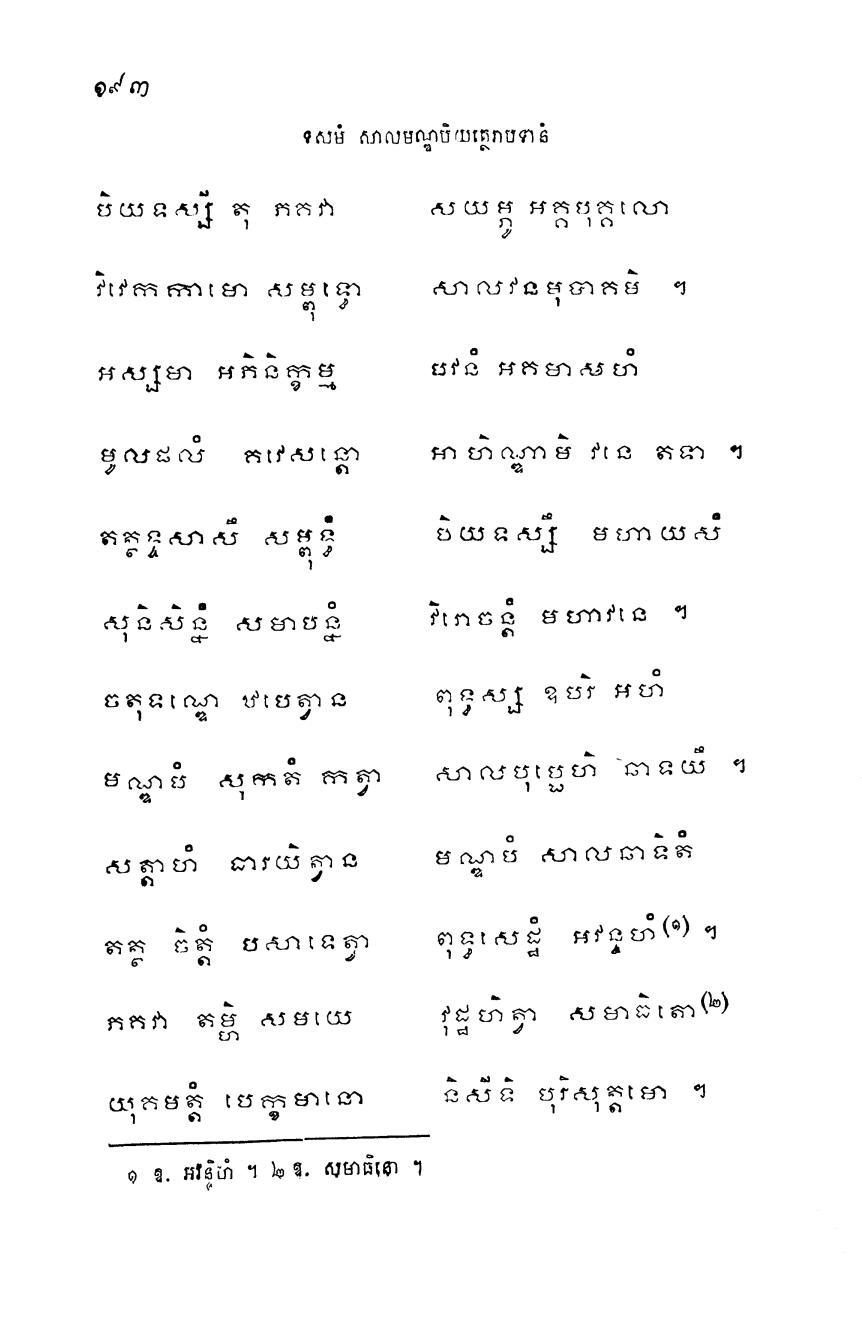 ១៩៣
ទសមំ សាលមណ្ឌបិយត្ថេរាបទានំ
បិយទស្សី តុ ភគវា សយម្ភូ អគ្គបុគ្គលោ
វិវេកកាមោ សម្ពុទ្ធោ សាលវនមុបាគមិ ។
អស្សមា អភិនិក្ខម្ម បវនំ អគមាសហំ
មូលផលំ គវេសន្តោ អាហិណ្ឌាមិ វនេ តទា ។
តត្ថទ្ទសាសឹ សម្ពុទ្ធំ បិយទស្សឹ មហាយសំ
សុនិសិន្នំ សមាបន្នំ វិរោចន្តំ មហាវនេ ។
ចតុទណ្ឌេ ឋបេត្វាន ពុទ្ធស្ស ឧបរិ អហំ
មណ្ឌបំ សុកតំ កត្វា សាលបុប្ផេហិ ឆាទយឹ ។
សត្តាហំ ធារយិត្វាន មណ្ឌបំ សាលឆាទិតំ
តត្ថ ចិត្តំ បសាទេត្វា ពុទ្ធសេដ្ឋំ អវន្ទហំ(១) ។
ភគវា តម្ហិ សមយេ វុដ្ឋហិត្វា សមាធិតោ(២)
យុគមត្តំ បេក្ខមានោ និសីទិ បុរិសុត្តមោ ។
១ ឱ. អវន្ទិហំ ។ ២ ឱ. សមាធិនោ ។